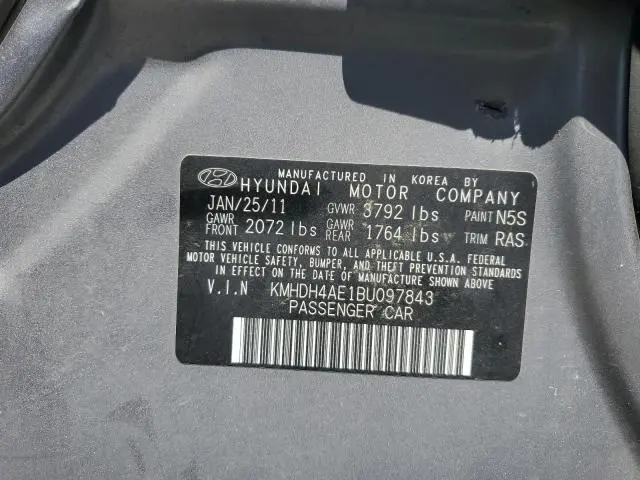 MANUFACTURED IN KOREA BY
HYUNDAI MOTOR COMPANY
JAN/25/11 GVWR 3792 lbs PAINT N5S
GAWR FRONT 2072 lbs GAWR REAR 1764 lbs TRIM RAS
THIS VEHICLE CONFORMS TO ALL APPLICABLE U.S.A. FEDERAL
MOTOR VEHICLE SAFETY, BUMPER, AND THEFT PREVENTION STANDARDS
IN EFFECT ON THE DATE OF MANUFACTURE SHOWN ABOVE
V.I.N KMHDH4AE1BU097843
PASSENGER CAR